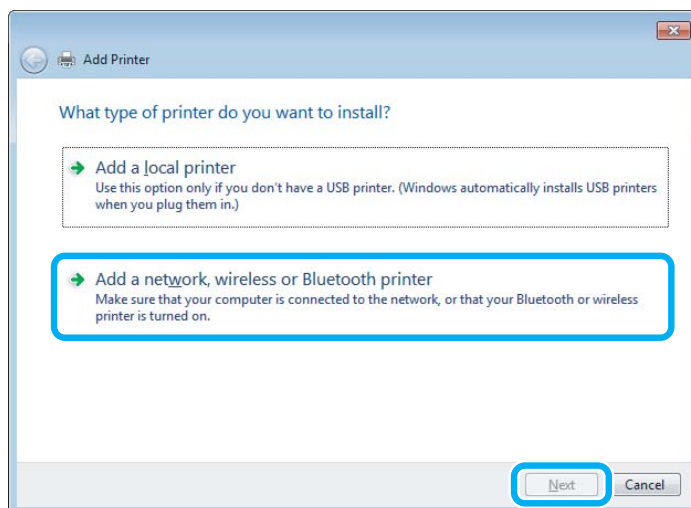 Add Printer
What type of printer do you want to install?
Add a local printer
Use this option only if you don't have a USB printer. (Windows automatically installs USB printers
when you plug them in.)
Add a network, wireless or Bluetooth printer
Make sure that your computer is connected to the network, or that your Bluetooth or wireless
printer is turned on.
Next Cancel